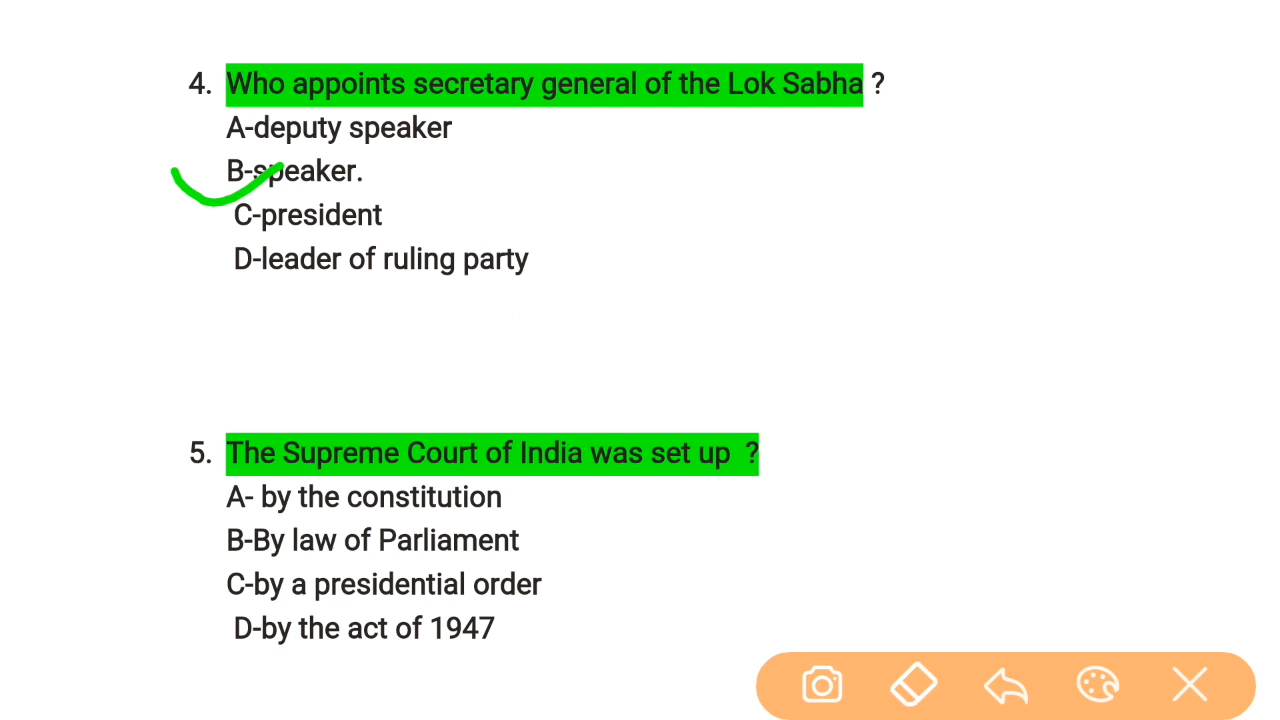 4. Who appoints secretary general of the Lok Sabha ?
A-deputy speaker
B-speaker.
C-president
D-leader of ruling party
5. The Supreme Court of India was set up ?
A- by the constitution
B-By law of Parliament
C-by a presidential order
D-by the act of 1947